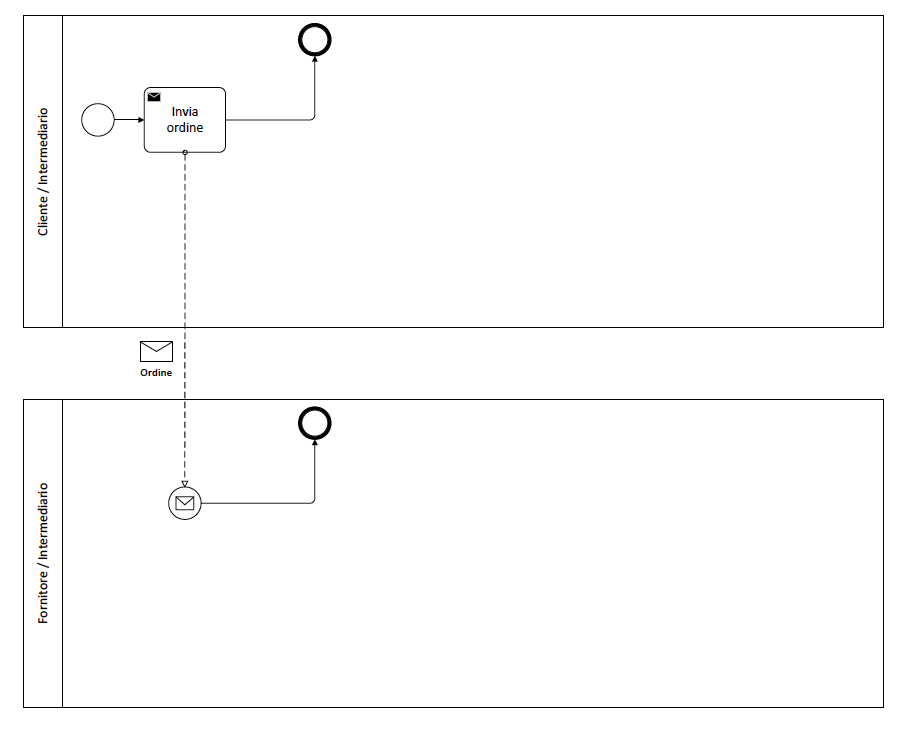 Cliente / Intermediario
Invia
ordine
Ordine
Fornitore / Intermediario